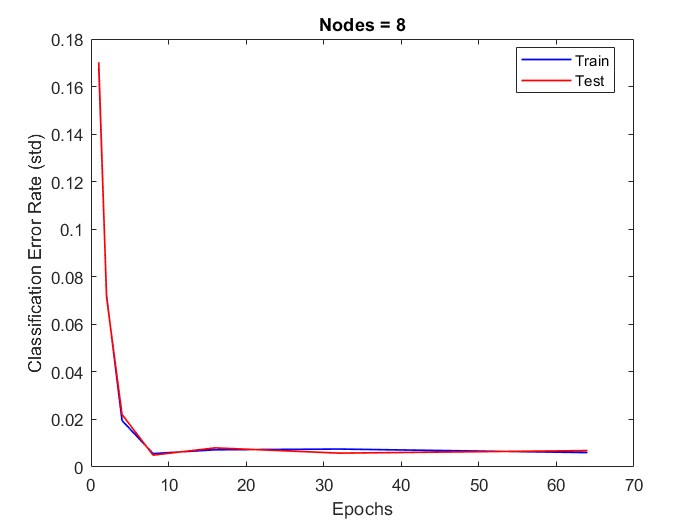 Nodes = 8
Train
Test
Classification Error Rate (std)
0.18
0.16
0.14
0.12
0.1
0.08
0.06
0.04
0.02
0
0 10 20 30 40 50 60 70
Epochs